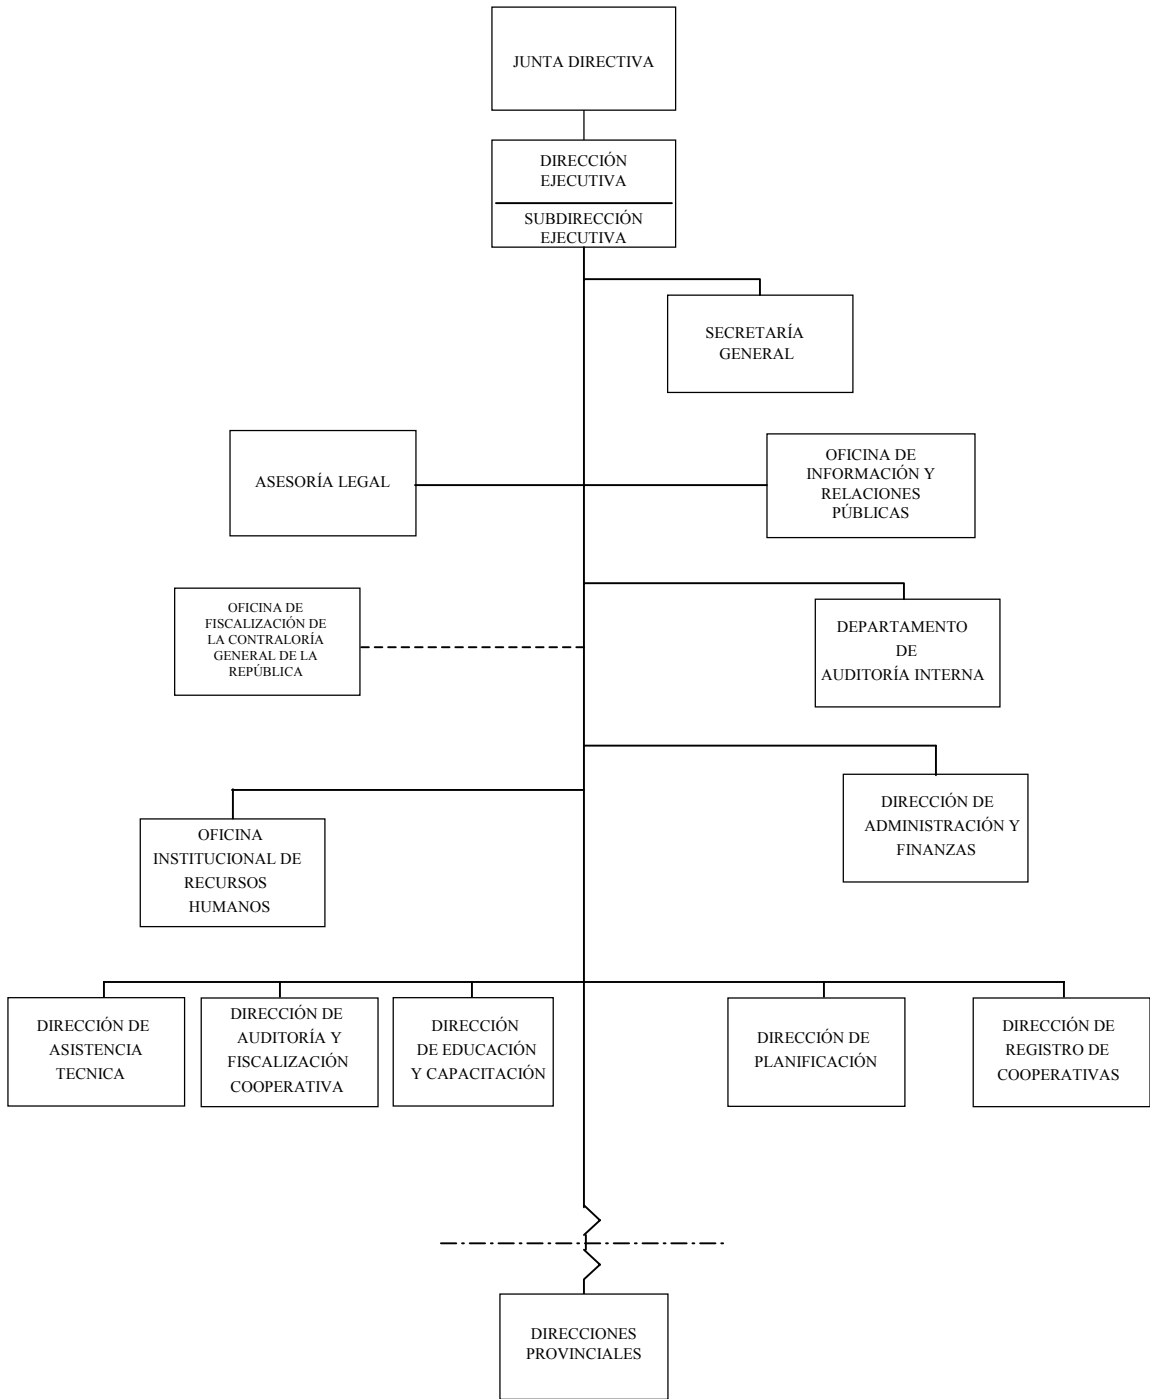 JUNTA DIRECTIVA
DIRECCIÓN
EJECUTIVA
SUBDIRECCIÓN
EJECUTIVA
SECRETARÍA
GENERAL
ASESORÍA LEGAL
OFICINA DE
INFORMACIÓN Y
RELACIONES
PÚBLICAS
OFICINA DE
FISCALIZACIÓN DE
LA CONTRALORÍA
GENERAL DE LA
REPÚBLICA
DEPARTAMENTO
DE
AUDITORÍA INTERNA
DIRECCIÓN DE
ADMINISTRACIÓN Y
FINANZAS
OFICINA
INSTITUCIONAL DE
RECURSOS
HUMANOS
DIRECCIÓN DE
ASISTENCIA
TECNICA
DIRECCIÓN DE
AUDITORÍA Y
FISCALIZACIÓN
COOPERATIVA
DIRECCIÓN
DE EDUCACIÓN
Y CAPACITACIÓN
DIRECCIÓN DE
PLANIFICACIÓN
DIRECCIÓN DE
REGISTRO DE
COOPERATIVAS
DIRECCIONES
PROVINCIALES